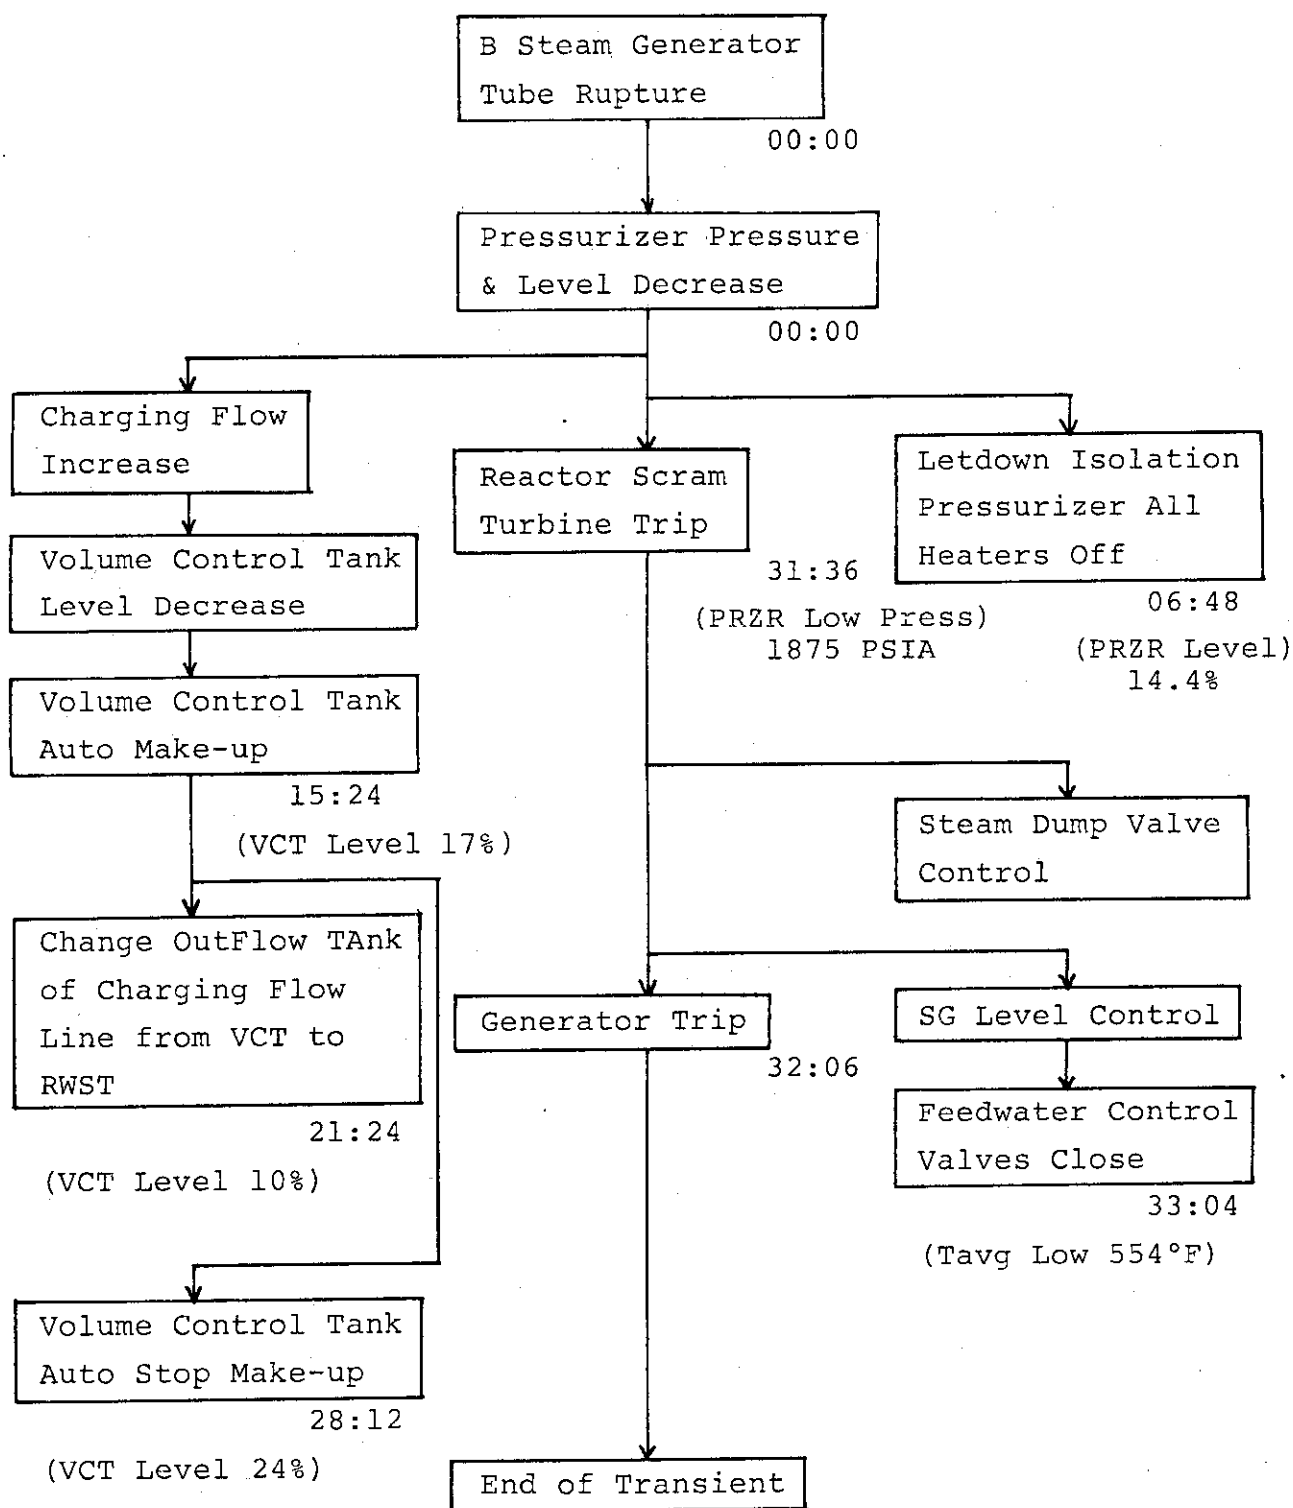 B Steam Generator
Tube Rupture
00:00
Pressurizer Pressure
& Level Decrease
00:00
Charging Flow
Increase
Volume Control Tank
Level Decrease
Volume Control Tank
Auto Make-up
15:24
(VCT Level 17%)
Change OutFlow TAnk
of Charging Flow
Line from VCT to
RWST
21:24
(VCT Level 10%)
Volume Control Tank
Auto Stop Make-up
28:12
(VCT Level 24%)
Reactor Scram
Turbine Trip
31:36
(PRZR Low Press)
1875 PSIA
Generator Trip
32:06
End of Transient
Letdown Isolation
Pressurizer All
Heaters Off
06:48
(PRZR Level)
14.4%
Steam Dump Valve
Control
SG Level Control
Feedwater Control
Valves Close
33:04
(Tavg Low 554°F)